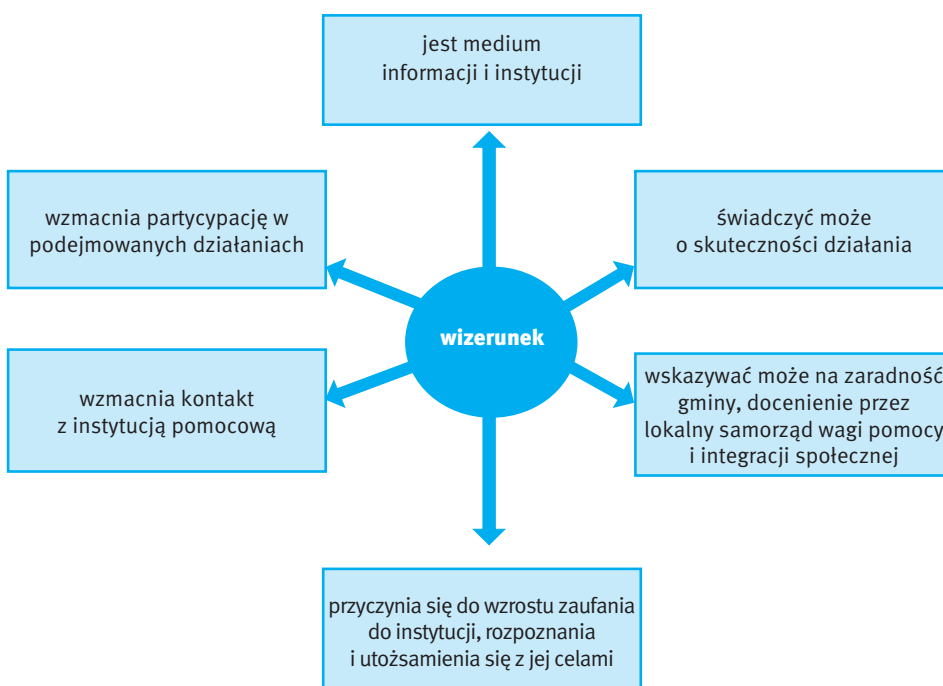 jest medium
informacji i instytucji
wzmacnia partycypację w
podejmowanych działaniach
świadczyć może
o skuteczności działania
wizerunek
wzmacnia kontakt
z instytucją pomocową
wskazywać może na zaradność
gminy, docenienie przez
lokalny samorząd wagi pomocy
i integracji społecznej
przyczynia się do wzrostu zaufania
do instytucji, rozpoznania
i utożsamienia się z jej celami